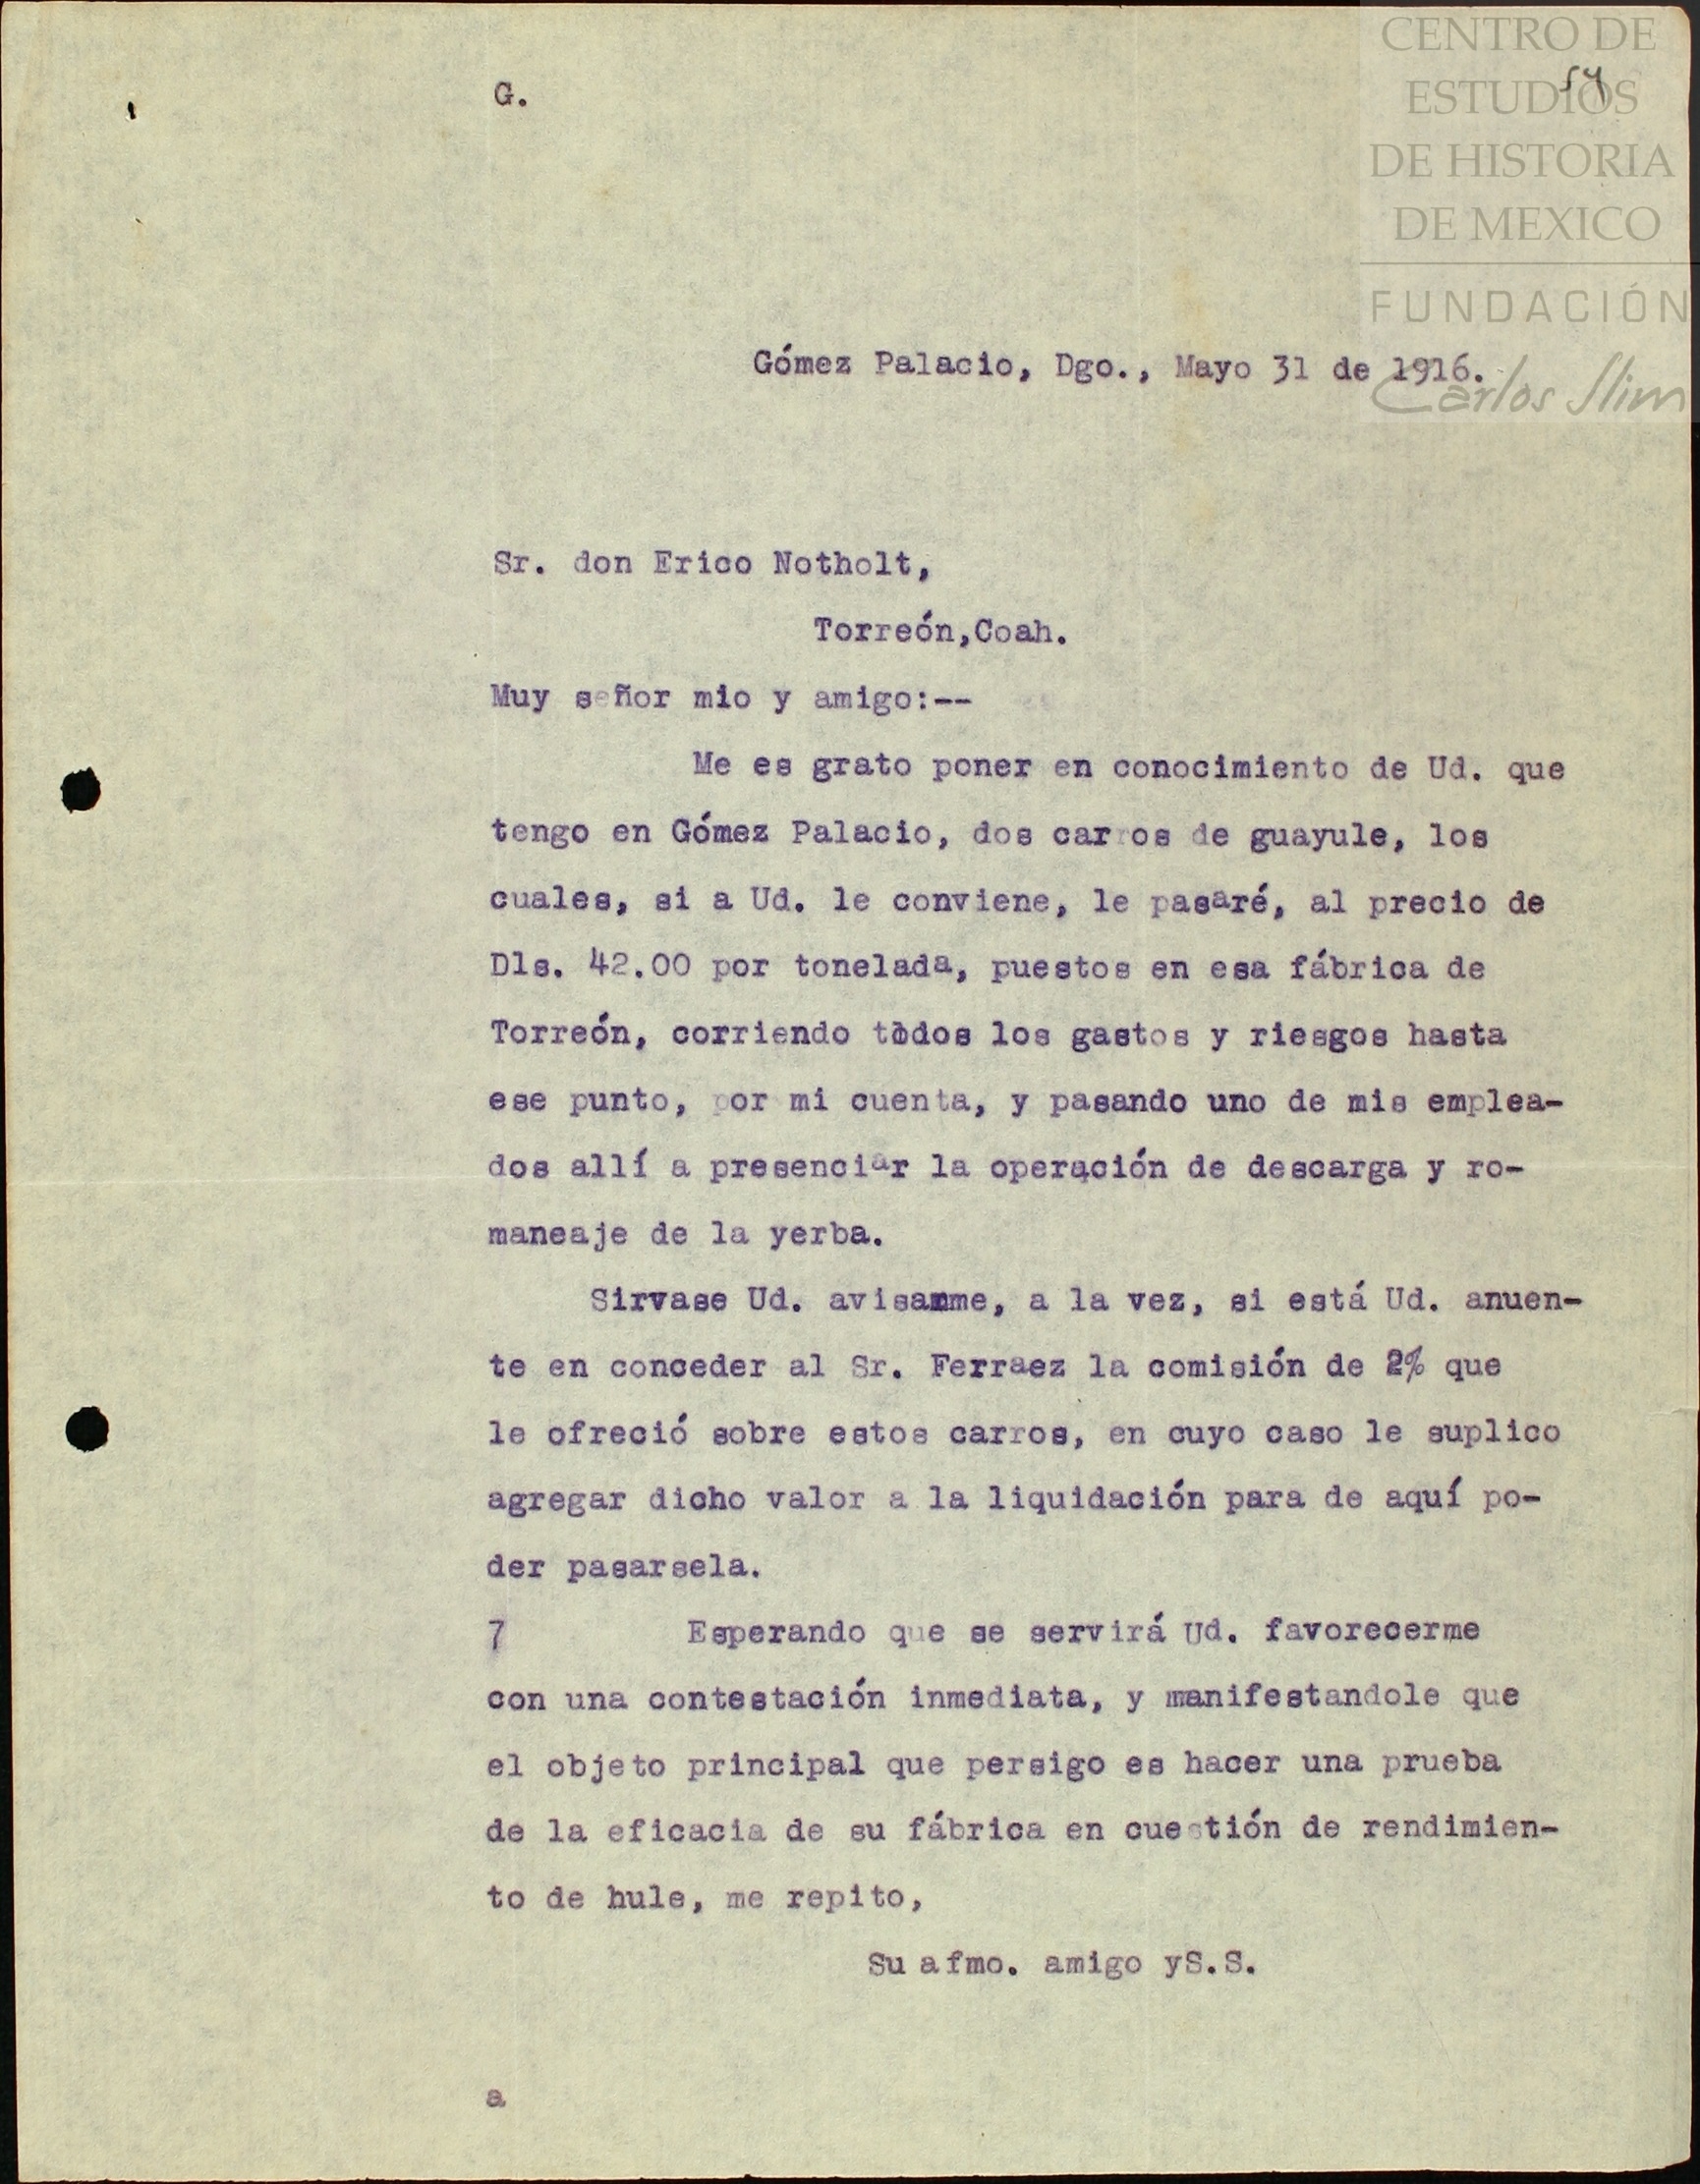 CENTRO DE
ESTUDIOS
DE HISTORIA
DE MEXICO
FUNDACIÓN
Carlos Slim
54
G.
Gómez Palacio, Dgo., Mayo 31 de 1916.
Sr. don Erico Notholt,
Torreón,Coah.
Muy señor mio y amigo:--
Me es grato poner en conocimiento de Ud. que
tengo en Gómez Palacio, dos carros de guayule, los
cuales, si a Ud. le conviene, le pasaré, al precio de
Dls. 42.00 por tonelada, puestos en esa fábrica de
Torreón, corriendo todos los gastos y riesgos hasta
ese punto, por mi cuenta, y pasando uno de mis emplea-
dos allí a presenciar la operación de descarga y ro-
maneaje de la yerba.
Sirvase Ud. avisarme, a la vez, si está Ud. anuen-
te en conceder al Sr. Ferraez la comisión de 2% que
le ofreció sobre estos carros, en cuyo caso le suplico
agregar dicho valor a la liquidación para de aquí po-
der pasarsela.
7 Esperando que se servirá Ud. favorecerme
con una contestación inmediata, y manifestandole que
el objeto principal que persigo es hacer una prueba
de la eficacia de su fábrica en cuestión de rendimien-
to de hule, me repito,
Su afmo. amigo yS.S.
a